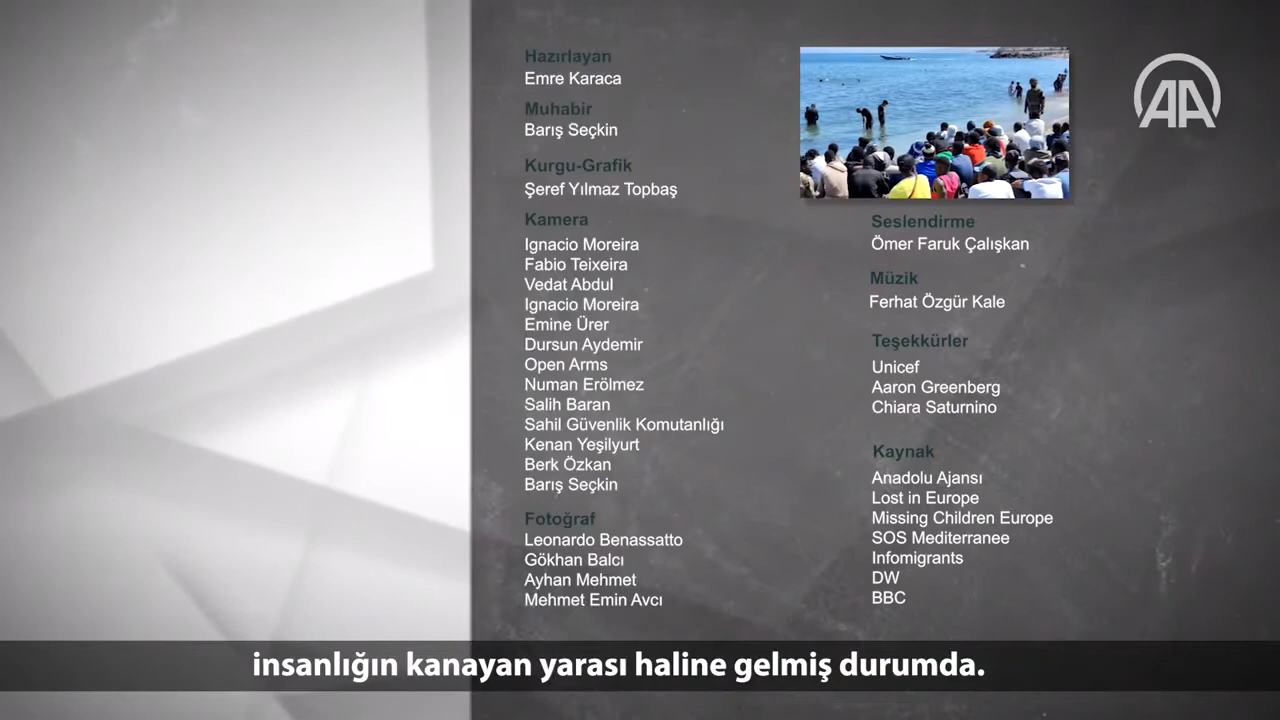 Hazırlayan
Emre Karaca
Muhabir
Barış Seçkin
Kurgu-Grafik
Şeref Yılmaz Topbaş
Kamera
Ignacio Moreira
Fabio Teixeira
Vedat Abdul
Ignacio Moreira
Emine Ürer
Dursun Aydemir
Open Arms
Numan Erölmez
Salih Baran
Sahil Güvenlik Komutanlığı
Kenan Yeşilyurt
Berk Özkan
Barış Seçkin
Fotoğraf
Leonardo Benassatto
Gökhan Balcı
Ayhan Mehmet
Mehmet Emin Avcı
AA
Seslendirme
Ömer Faruk Çalışkan
Müzik
Ferhat Özgür Kale
Teşekkürler
Unicef
Aaron Greenberg
Chiara Saturnino
Kaynak
Anadolu Ajansı
Lost in Europe
Missing Children Europe
SOS Mediterranee
Infomigrants
DW
BBC
insanlığın kanayan yarası haline gelmiş durumda.